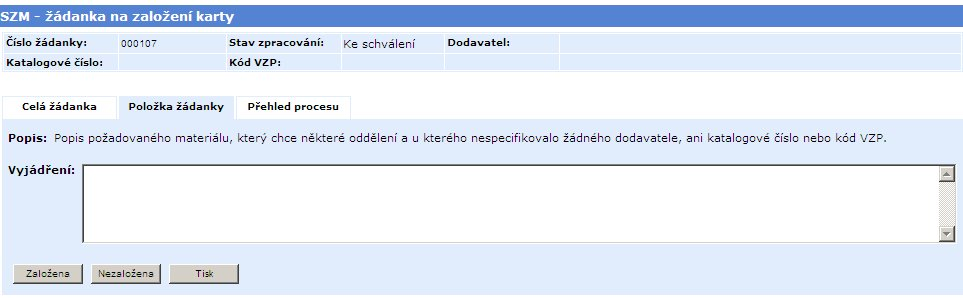 SZM - žádanka na založení karty
Číslo žádanky: 000107 Stav zpracování: Ke schválení Dodavatel:
Katalogové číslo: Kód VZP:
Celá žádanka Položka žádanky Přehled procesu
Popis: Popis požadovaného materiálu, který chce některé oddělení a u kterého nespecifikovalo žádného dodavatele, ani katalogové číslo nebo kód VZP.
Vyjádření:
Založena Nezaložena Tisk